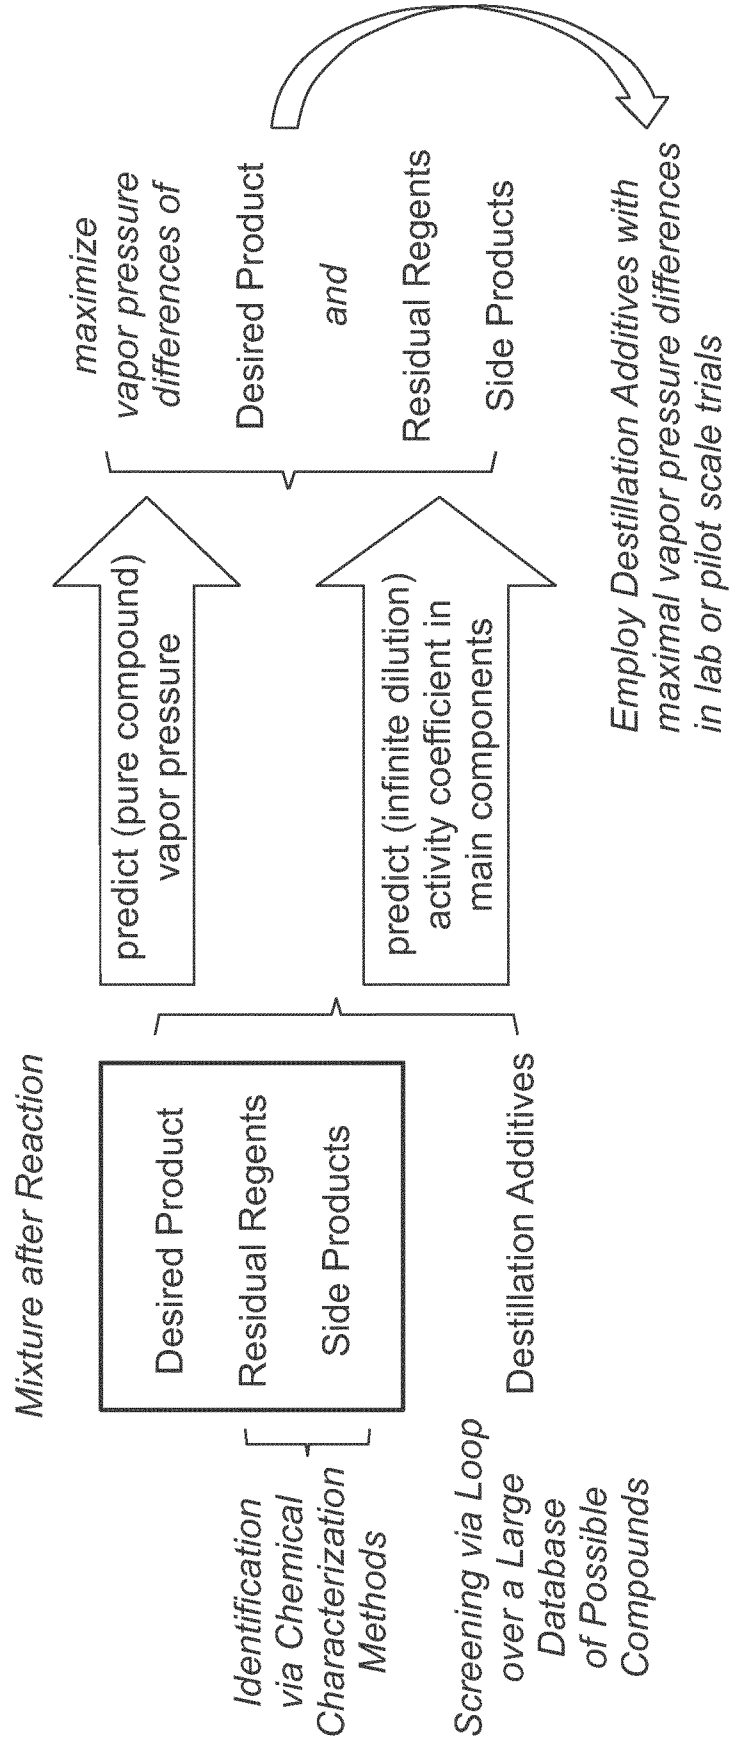 Mixture after Reaction
Identification
via Chemical
Characterization
Methods
Desired Product
Residual Regents
Side Products
Screening via Loop
over a Large
Database
of Possible
Compounds
Destillation Additives
predict (pure compound)
vapor pressure
predict (infinite dilution)
activity coefficient in
main components
maximize
vapor pressure
differences of
Desired Product
and
Residual Regents
Side Products
Employ Destillation Additives with
maximal vapor pressure differences
in lab or pilot scale trials